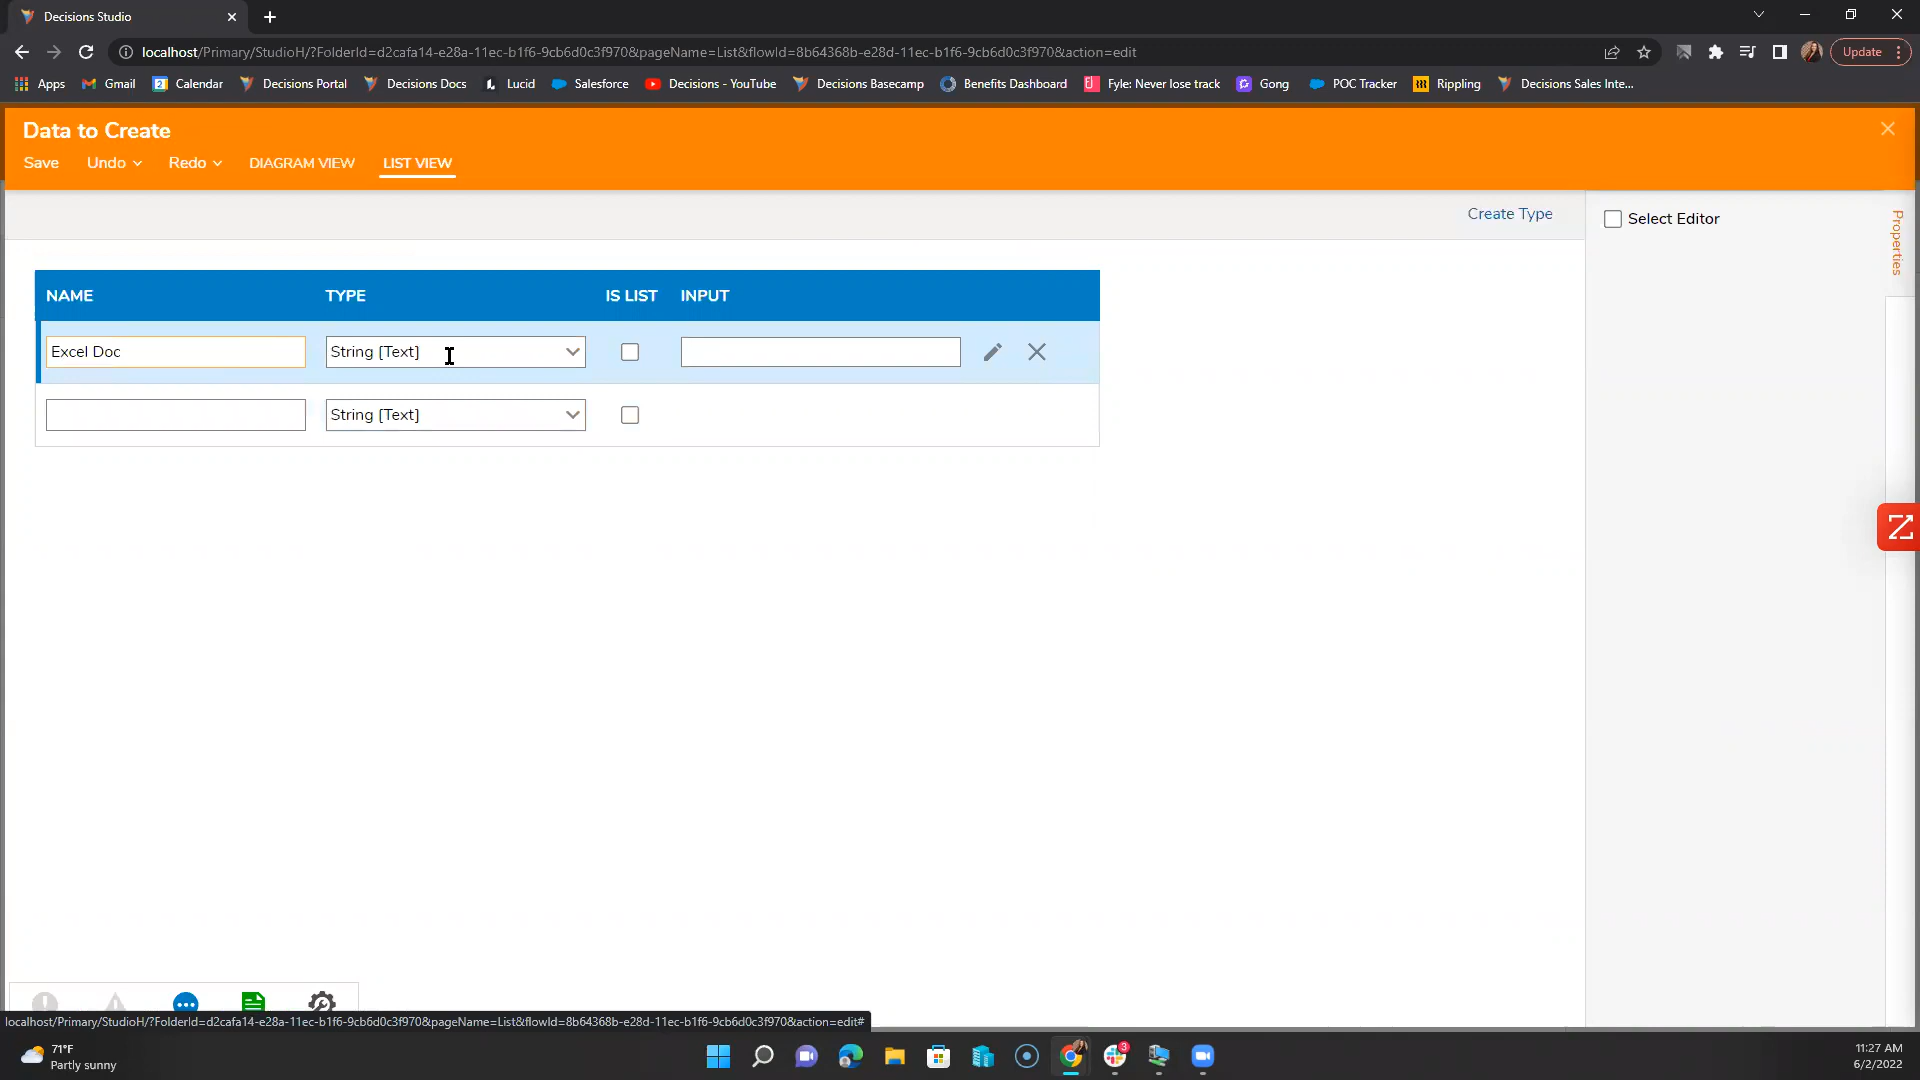 Decisions Studio
localhost/Primary/StudioH/?FolderId=d2cafa14-e28a-11ec-b1f6-9cb6d0c3f970&pageName=List&flowId=8b64368b-e28d-11ec-b1f6-9cb6d0c3f970&action=edit
Update
Apps Gmail Calendar Decisions Portal Decisions Docs Lucid Salesforce Decisions - YouTube Decisions Basecamp Benefits Dashboard Fyle: Never lose track Gong POC Tracker Rippling Decisions Sales Inte...
Data to Create
Save Undo Redo DIAGRAM VIEW LIST VIEW
Create Type
Select Editor
Properties
NAME TYPE IS LIST INPUT
Excel Doc String [Text]
String [Text]
localhost/Primary/StudioH/?FolderId=d2cafa14-e28a-11ec-b1f6-9cb6d0c3f970&pageName=List&flowId=8b64368b-e28d-11ec-b1f6-9cb6d0c3f970&action=edit#
71°F
Partly sunny
3
11:27 AM
6/2/2022